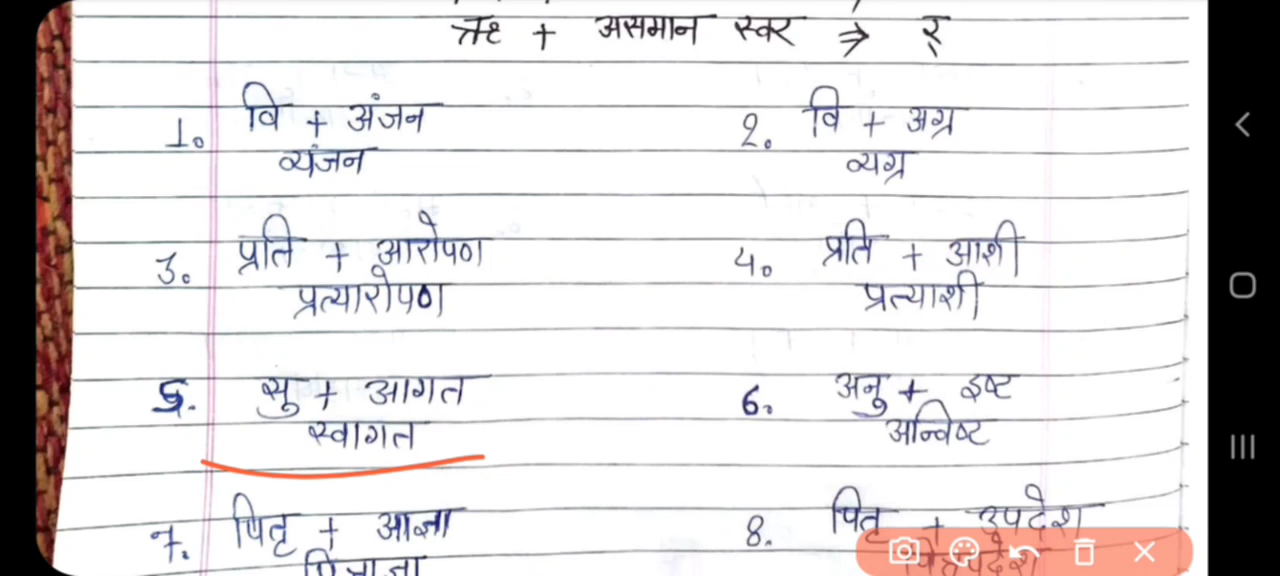 ऋ + असमान स्वर ⇒ र्
1. वि + अंजन
व्यंजन
2. वि + अग्र
व्यग्र
3. प्रति + आरोपण
प्रत्यारोपण
4. प्रति + आशी
प्रत्याशी
5. सु + आगत
स्वागत
6. अनु + इष्ट
अन्विष्ट
7. पितृ + आज्ञा
पित्राज्ञा
8. पितृ + उपदेश